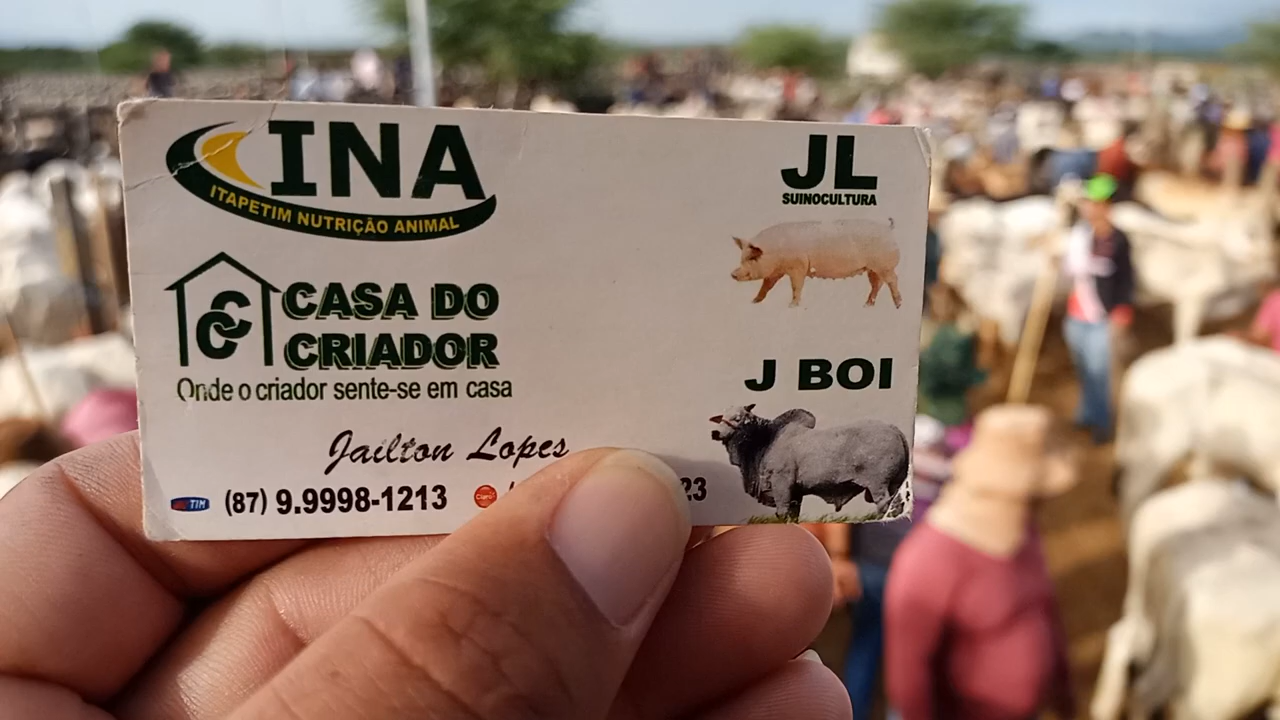 INA
ITAPETIM NUTRIÇÃO ANIMAL
CC
CASA DO
CRIADOR
Onde o criador sente-se em casa
Jailton Lopes
TIM (87) 9.9998-1213
Claro 23
JL
SUINOCULTURA
J BOI